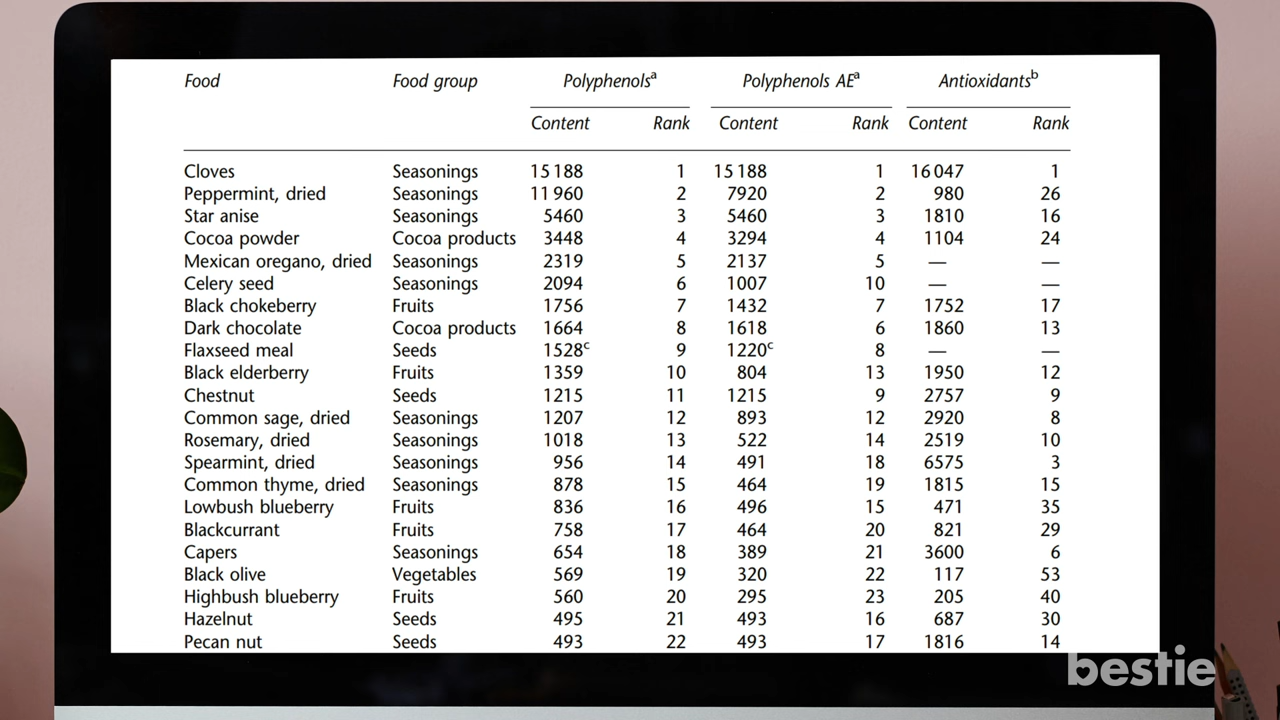 Food Food group Polyphenolsᵃ Polyphenols AEᵃ Antioxidantsᵇ
Content Rank Content Rank Content Rank
Cloves Seasonings 15 188 1 15 188 1 16 047 1
Peppermint, dried Seasonings 11 960 2 7920 2 980 26
Star anise Seasonings 5460 3 5460 3 1810 16
Cocoa powder Cocoa products 3448 4 3294 4 1104 24
Mexican oregano, dried Seasonings 2319 5 2137 5 — —
Celery seed Seasonings 2094 6 1007 10 — —
Black chokeberry Fruits 1756 7 1432 7 1752 17
Dark chocolate Cocoa products 1664 8 1618 6 1860 13
Flaxseed meal Seeds 1528ᶜ 9 1220ᶜ 8 — —
Black elderberry Fruits 1359 10 804 13 1950 12
Chestnut Seeds 1215 11 1215 9 2757 9
Common sage, dried Seasonings 1207 12 893 12 2920 8
Rosemary, dried Seasonings 1018 13 522 14 2519 10
Spearmint, dried Seasonings 956 14 491 18 6575 3
Common thyme, dried Seasonings 878 15 464 19 1815 15
Lowbush blueberry Fruits 836 16 496 15 471 35
Blackcurrant Fruits 758 17 464 20 821 29
Capers Seasonings 654 18 389 21 3600 6
Black olive Vegetables 569 19 320 22 117 53
Highbush blueberry Fruits 560 20 295 23 205 40
Hazelnut Seeds 495 21 493 16 687 30
Pecan nut Seeds 493 22 493 17 1816 14
bestie